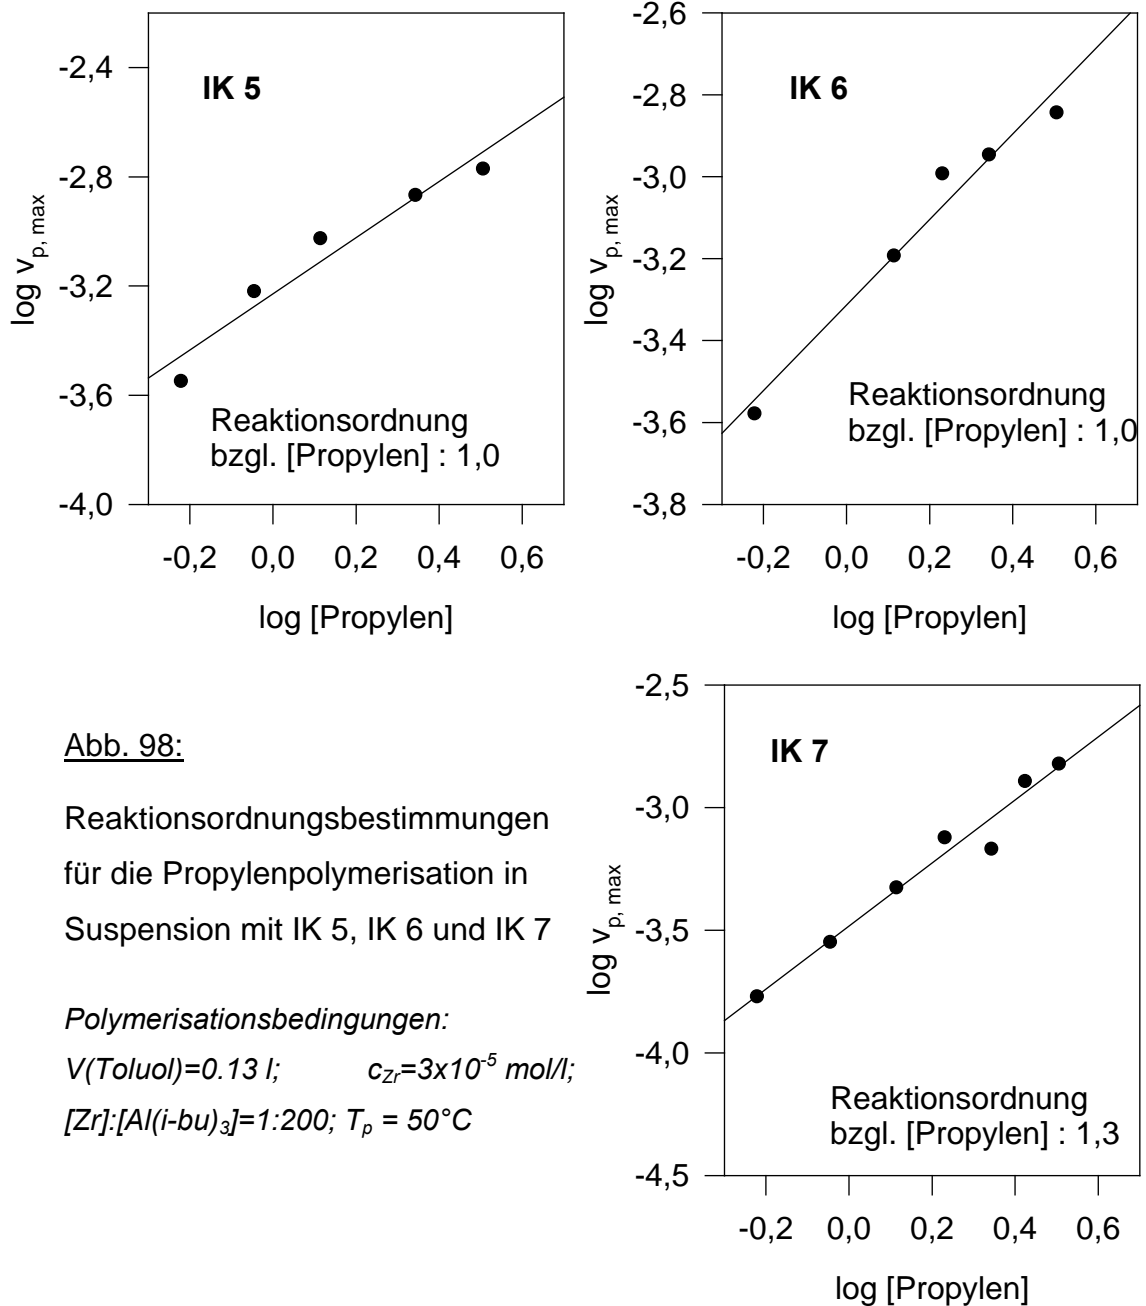 IK 5
log v p, max
-2,4
-2,8
-3,2
-3,6
-4,0
Reaktionsordnung
bzgl. [Propylen] : 1,0
-0,2 0,0 0,2 0,4 0,6
log [Propylen]
IK 6
log v p, max
-2,6
-2,8
-3,0
-3,2
-3,4
-3,6
-3,8
Reaktionsordnung
bzgl. [Propylen] : 1,0
-0,2 0,0 0,2 0,4 0,6
log [Propylen]
Abb. 98:
Reaktionsordnungsbestimmungen
für die Propylenpolymerisation in
Suspension mit IK 5, IK 6 und IK 7
Polymerisationsbedingungen:
V(Toluol)=0.13 l; cZr=3x10-5 mol/l;
[Zr]:[Al(i-bu)3]=1:200; Tp = 50°C
IK 7
log v p, max
-2,5
-3,0
-3,5
-4,0
-4,5
Reaktionsordnung
bzgl. [Propylen] : 1,3
-0,2 0,0 0,2 0,4 0,6
log [Propylen]